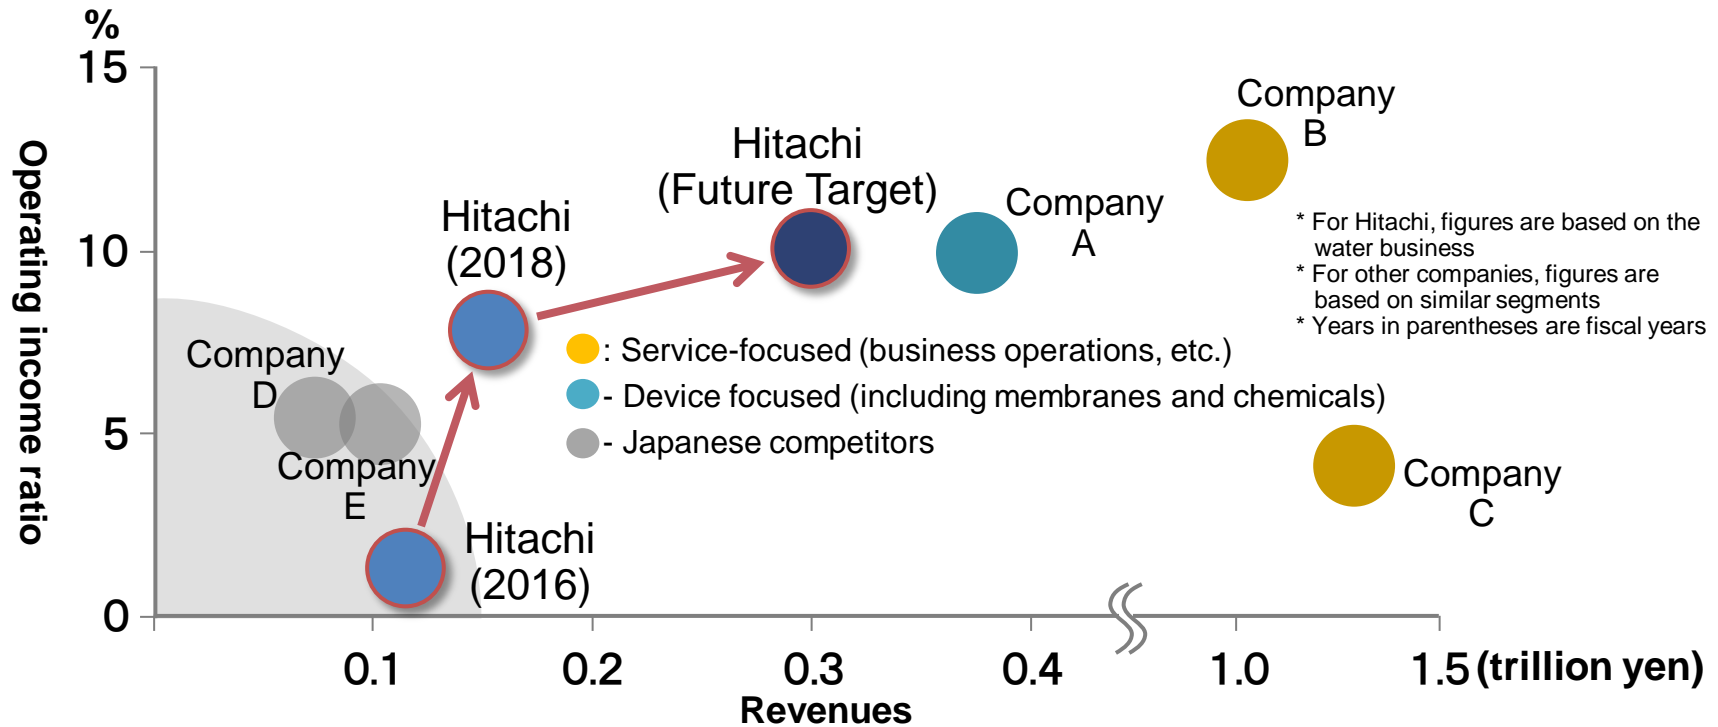 %
15
10
5
0
Operating income ratio
Hitachi
(2018)
Hitachi
(Future Target)
Company
A
Company
B
* For Hitachi, figures are based on the
water business
* For other companies, figures are
based on similar segments
* Years in parentheses are fiscal years
Company
D
Company
E
: Service-focused (business operations, etc.)
- Device focused (including membranes and chemicals)
- Japanese competitors
Company
C
Hitachi
(2016)
0.1
0.2
0.3
0.4
1.0
1.5 (trillion yen)
Revenues